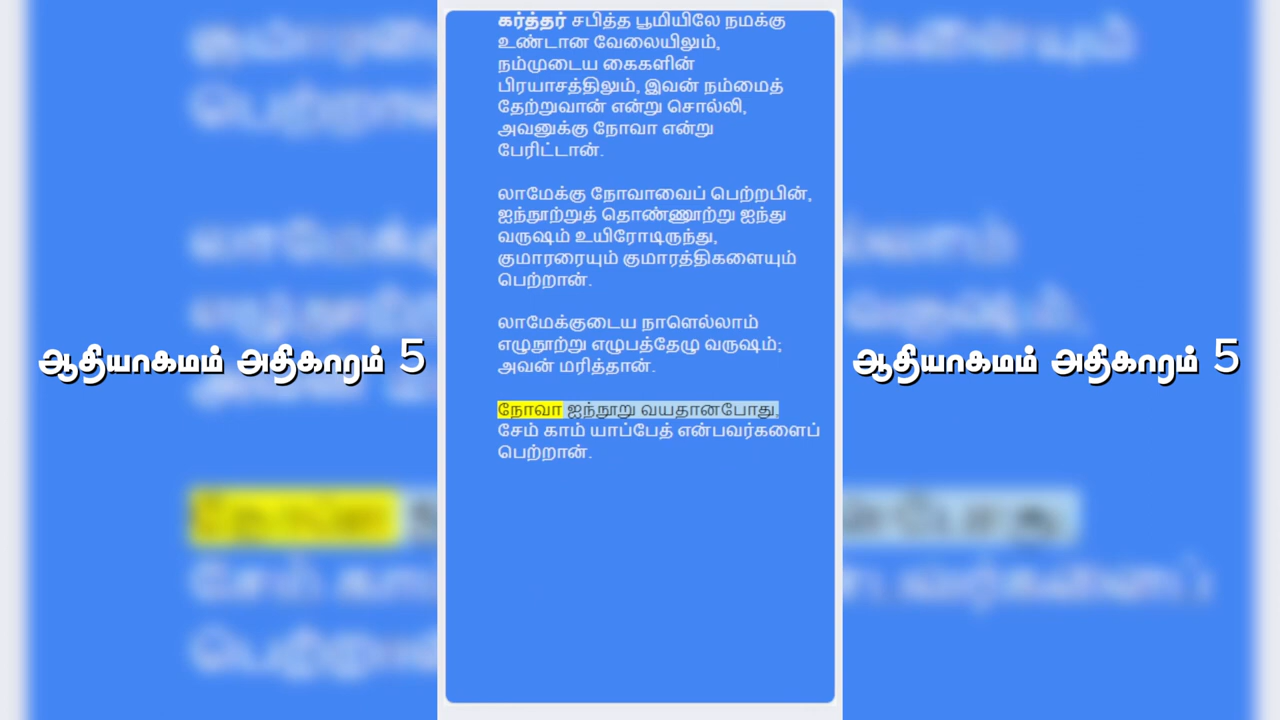 கர்த்தர் சபித்த பூமியிலே நமக்கு
உண்டான வேலையிலும்,
நம்முடைய கைகளின்
பிரயாசத்திலும், இவன் நம்மைத்
தேற்றுவான் என்று சொல்லி,
அவனுக்கு நோவா என்று
பேரிட்டான்.
லாமேக்கு நோவாவைப் பெற்றபின்,
ஐந்நூற்றுத் தொண்ணூற்று ஐந்து
வருஷம் உயிரோடிருந்து,
குமாரரையும் குமாரத்திகளையும்
பெற்றான்.
லாமேக்குடைய நாளெல்லாம்
எழுநூற்று எழுபத்தேழு வருஷம்;
அவன் மரித்தான்.
நோவா ஐந்நூறு வயதானபோது,
சேம் காம் யாப்பேத் என்பவர்களைப்
பெற்றான்.
ஆதியாகமம் அதிகாரம் 5
ஆதியாகமம் அதிகாரம் 5